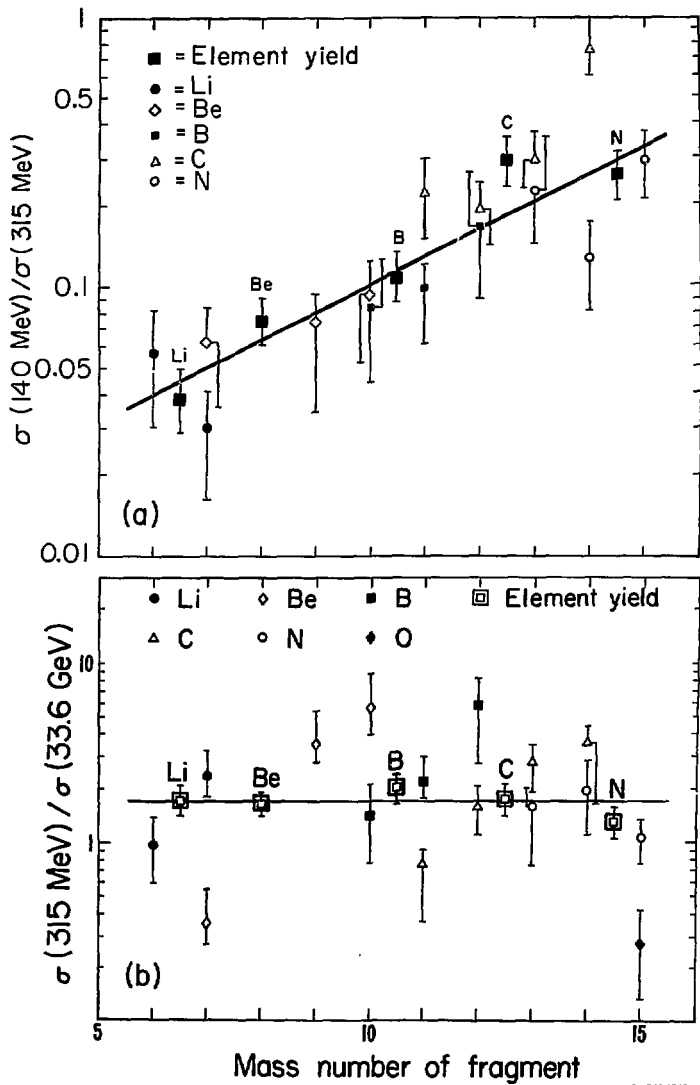 1
0.5
0.1
0.05
0.01
σ (140 MeV)/σ(315 MeV)
■ = Element yield
● = Li
◇ = Be
■ = B
△ = C
○ = N
Li
Be
B
C
N
(a)
● Li ◇ Be ■ B Element yield
△ C ○ N ◆ O
10
1
σ (315 MeV) / σ (33.6 GeV)
Li
Be
B
C
N
(b)
5 10 15
Mass number of fragment